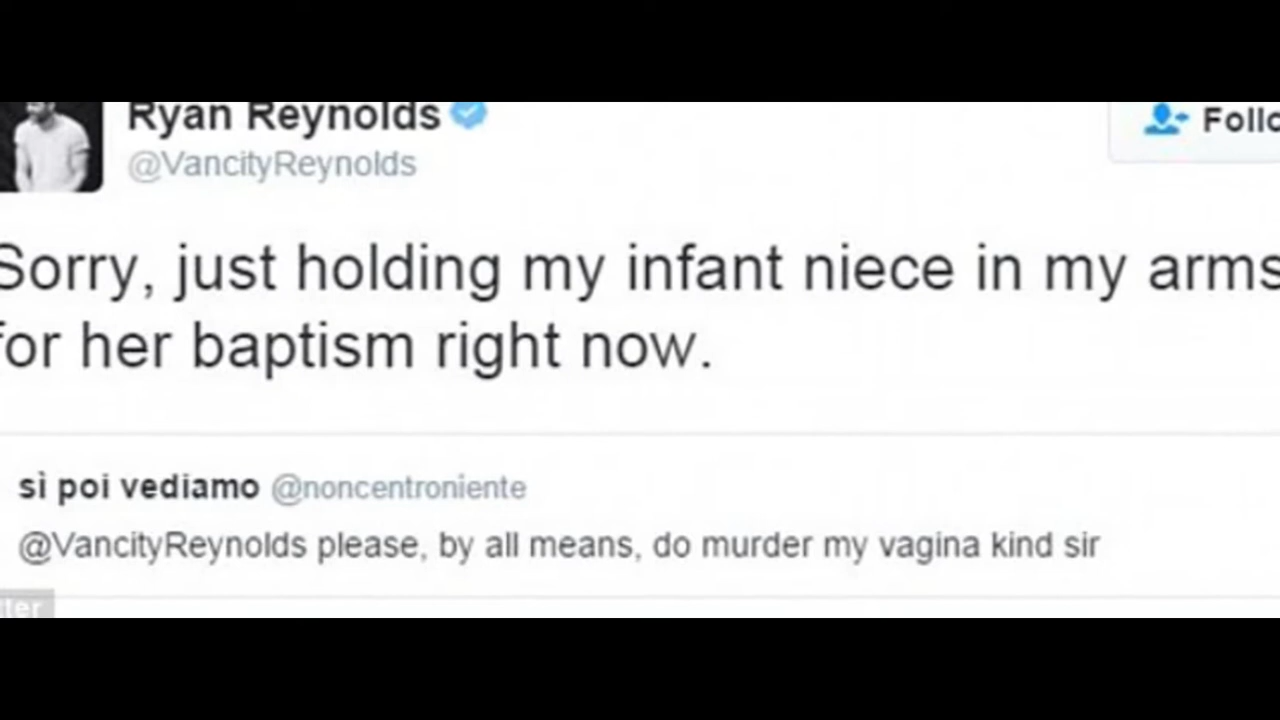 Ryan Reynolds
@VancityReynolds
Follo
Sorry, just holding my infant niece in my arms
for her baptism right now.
sì poi vediamo @noncentroniente
@VancityReynolds please, by all means, do murder my vagina kind sir
tter